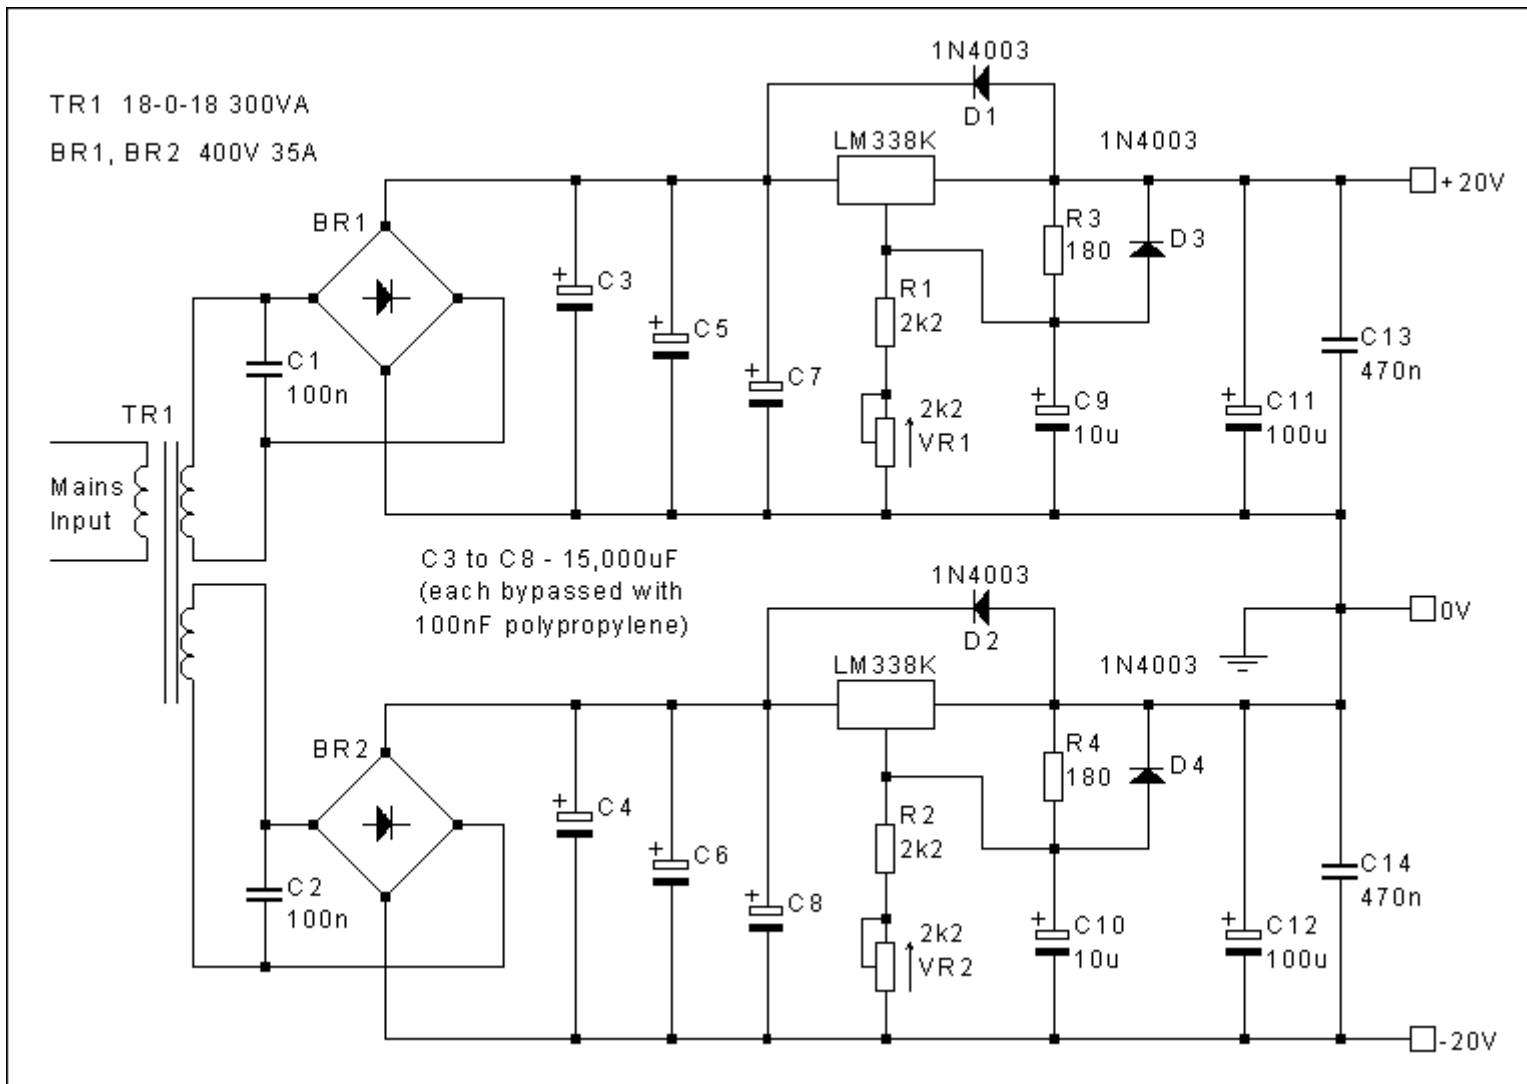 TR1 18-0-18 300VA
BR1, BR2 400V 35A
1N4003
D1
LM338K
1N4003
+20V
BR1
R3
180
D3
+
C3
R1
2k2
+
C5
C1
100n
+
C7
C13
470n
TR1
2k2
VR1
+
C9
10u
+
C11
100u
Mains
Input
C3 to C8 - 15,000uF
(each bypassed with
100nF polypropylene)
1N4003
D2
0V
LM338K
1N4003
BR2
R4
180
D4
+
C4
R2
2k2
+
C6
C14
470n
C2
100n
+
C8
2k2
VR2
+
C10
10u
+
C12
100u
-20V